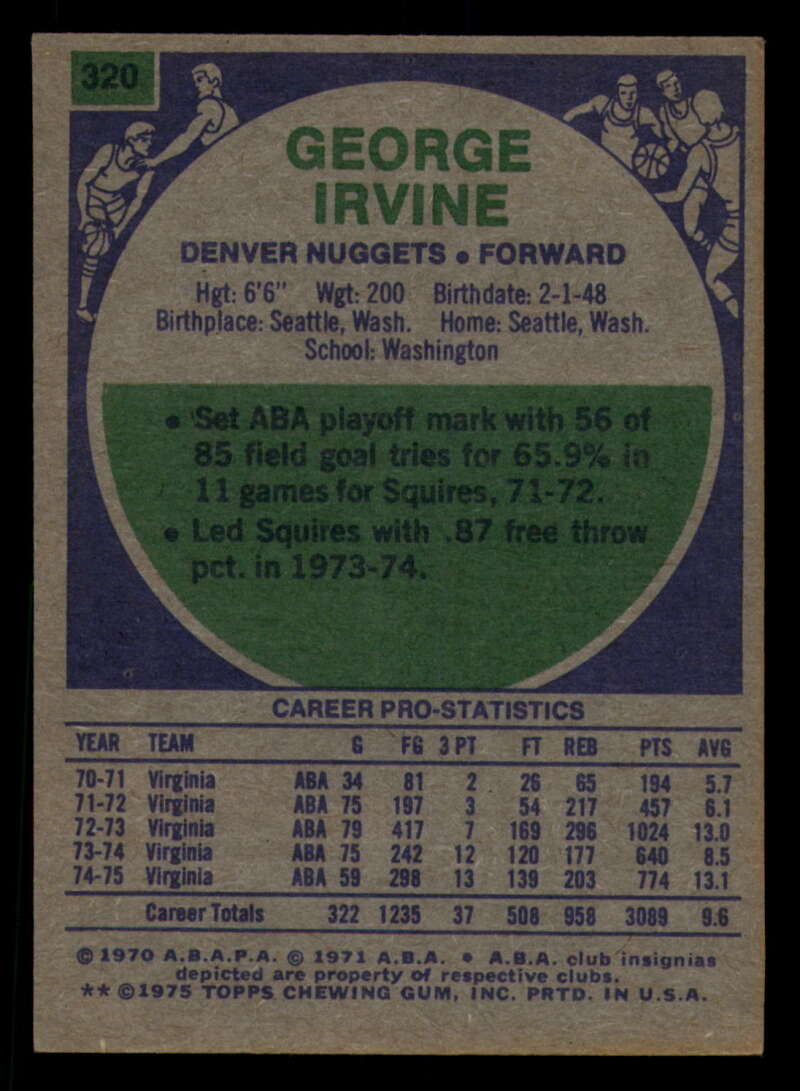 320
GEORGE
IRVINE
DENVER NUGGETS • FORWARD
Hgt: 6'6" Wgt: 200 Birthdate: 2-1-48
Birthplace: Seattle, Wash. Home: Seattle, Wash.
School: Washington
• Set ABA playoff mark with 56 of
85 field goal tries for 65.9% in
11 games for Squires, 71-72.
• Led Squires with .87 free throw
pct. in 1973-74.
CAREER PRO-STATISTICS
YEAR TEAM G FG 3 PT FT REB PTS AVG
70-71 Virginia ABA 34 81 2 26 65 194 5.7
71-72 Virginia ABA 75 197 3 54 217 457 6.1
72-73 Virginia ABA 79 417 7 169 296 1024 13.0
73-74 Virginia ABA 75 242 12 120 177 640 8.5
74-75 Virginia ABA 59 298 13 139 203 774 13.1
Career Totals 322 1235 37 508 958 3089 9.6
© 1970 A.B.A.P.A. © 1971 A.B.A. • A.B.A. club insignias
depicted are property of respective clubs.
** ©1975 TOPPS CHEWING GUM, INC. PRTD. IN U.S.A.